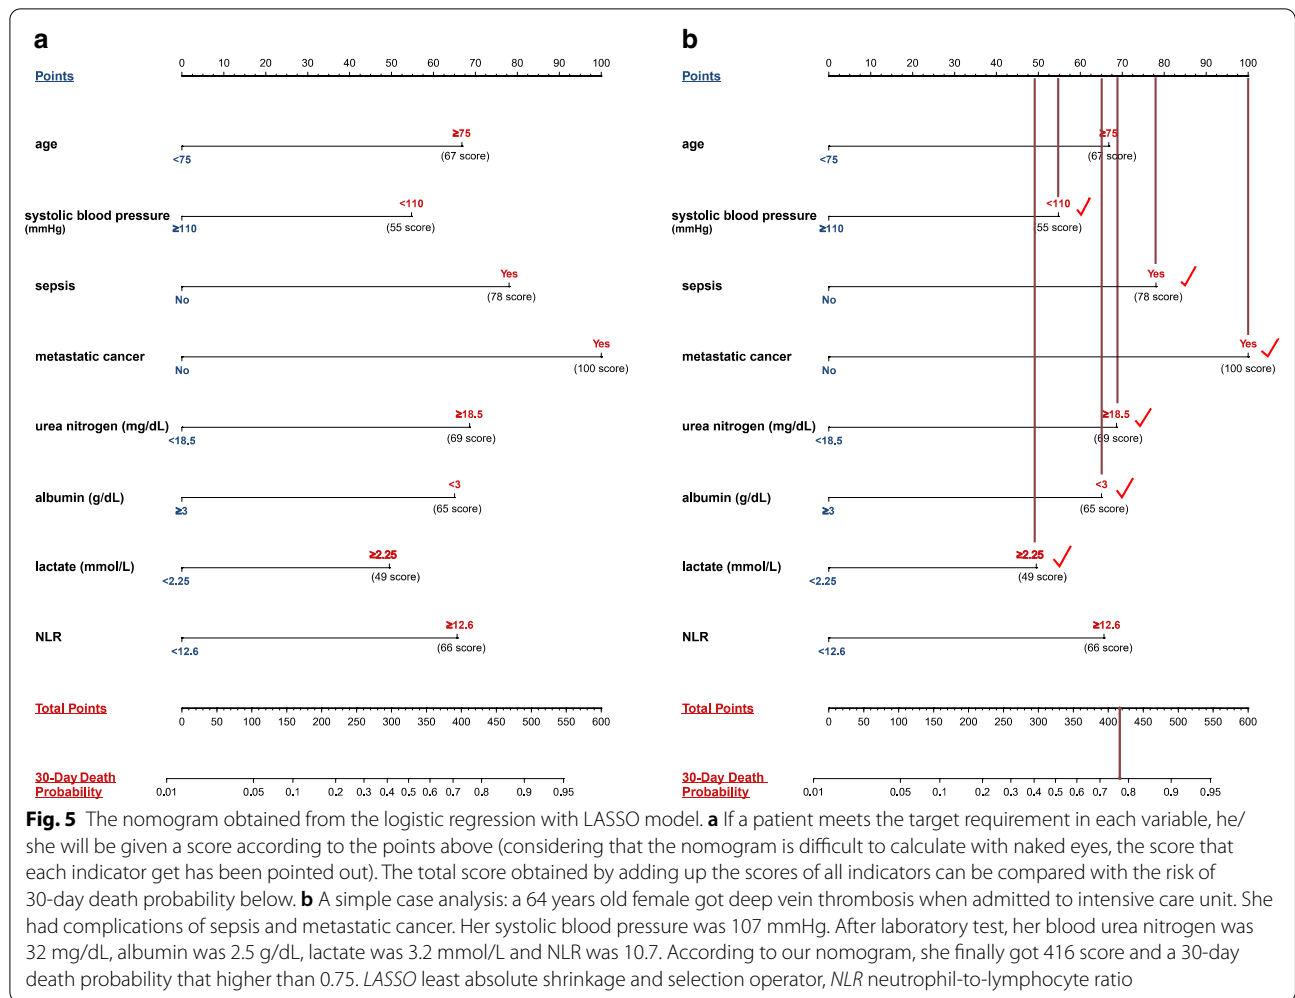 a
0 10 20 30 40 50 60 70 80 90 100
Points
≥75
age
<75
(67 score)
<110
systolic blood pressure
(mmHg)
≥110
(55 score)
Yes
sepsis
No
(78 score)
Yes
metastatic cancer
No
(100 score)
≥18.5
urea nitrogen (mg/dL)
<18.5
(69 score)
<3
albumin (g/dL)
≥3
(65 score)
≥2.25
lactate (mmol/L)
<2.25
(49 score)
≥12.6
NLR
<12.6
(66 score)
Total Points
0 50 100 150 200 250 300 350 400 450 500 550 600
30-Day Death
Probability
0.01 0.05 0.1 0.2 0.3 0.4 0.5 0.6 0.7 0.8 0.9 0.95
b
0 10 20 30 40 50 60 70 80 90 100
Points
≥75
age
<75
(67 score)
<110
systolic blood pressure
(mmHg)
≥110
(55 score)
Yes
sepsis
No
(78 score)
Yes
metastatic cancer
No
(100 score)
≥18.5
urea nitrogen (mg/dL)
<18.5
(69 score)
<3
albumin (g/dL)
≥3
(65 score)
≥2.25
lactate (mmol/L)
<2.25
(49 score)
≥12.6
NLR
<12.6
(66 score)
Total Points
0 50 100 150 200 250 300 350 400 450 500 550 600
30-Day Death
Probability
0.01 0.05 0.1 0.2 0.3 0.4 0.5 0.6 0.7 0.8 0.9 0.95
Fig. 5 The nomogram obtained from the logistic regression with LASSO model. a If a patient meets the target requirement in each variable, he/
she will be given a score according to the points above (considering that the nomogram is difficult to calculate with naked eyes, the score that
each indicator get has been pointed out). The total score obtained by adding up the scores of all indicators can be compared with the risk of
30-day death probability below. b A simple case analysis: a 64 years old female got deep vein thrombosis when admitted to intensive care unit. She
had complications of sepsis and metastatic cancer. Her systolic blood pressure was 107 mmHg. After laboratory test, her blood urea nitrogen was
32 mg/dL, albumin was 2.5 g/dL, lactate was 3.2 mmol/L and NLR was 10.7. According to our nomogram, she finally got 416 score and a 30-day
death probability that higher than 0.75. LASSO least absolute shrinkage and selection operator, NLR neutrophil-to-lymphocyte ratio